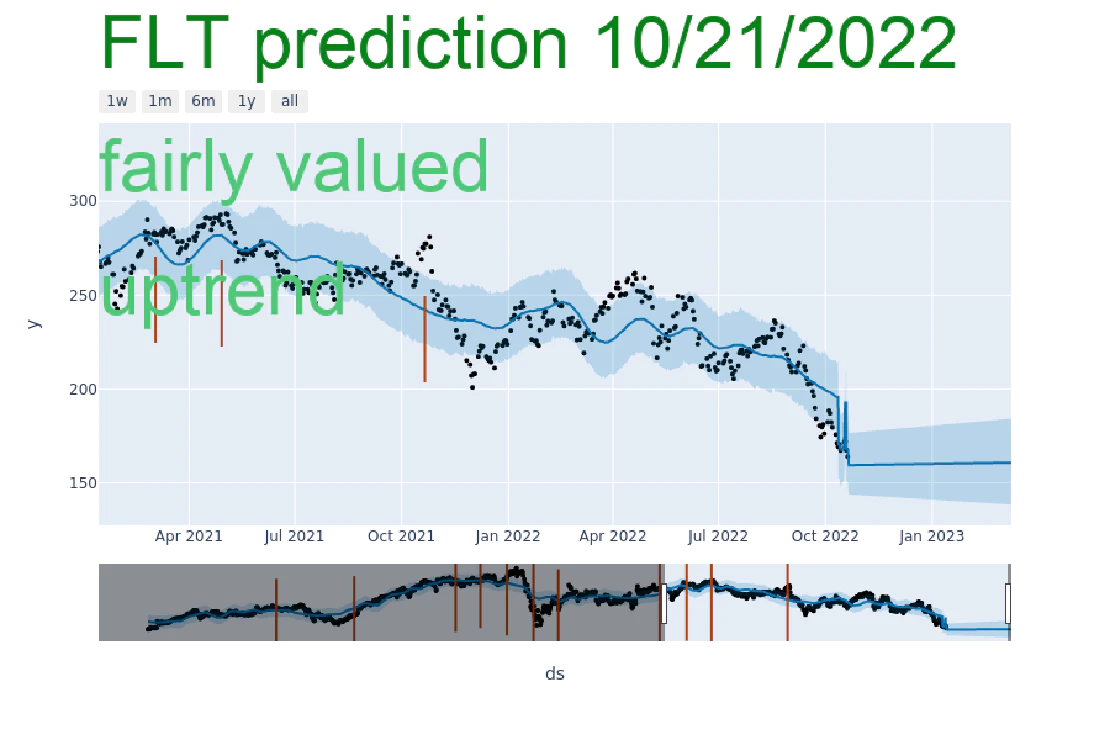 FLT prediction 10/21/2022
1w 1m 6m 1y all
fairly valued
300
uptrend
250
y
200
150
Apr 2021 Jul 2021 Oct 2021 Jan 2022 Apr 2022 Jul 2022 Oct 2022 Jan 2023
ds